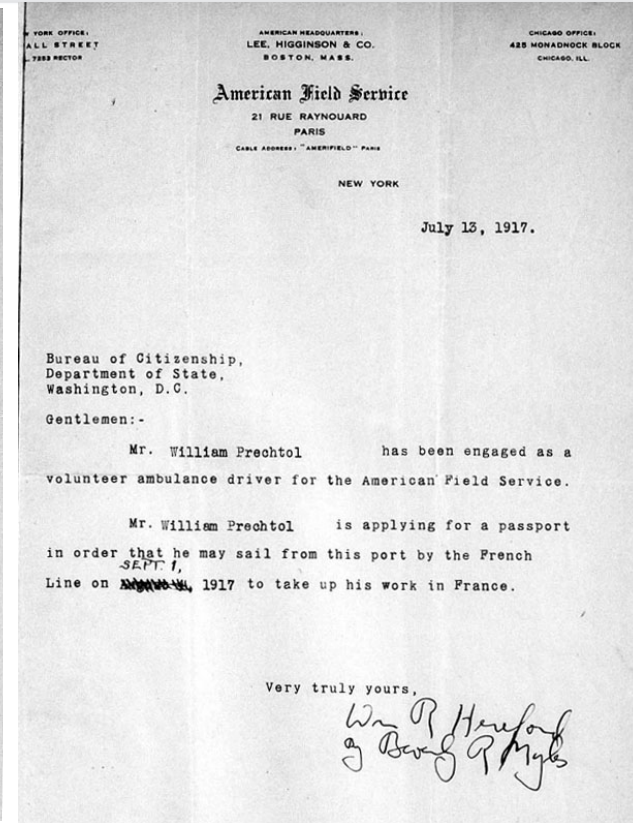 YORK OFFICE:
ALL STREET
7253 RECTOR
AMERICAN HEADQUARTERS:
LEE, HIGGINSON & CO.
BOSTON, MASS.
CHICAGO OFFICE:
425 MONADNOCK BLOCK
CHICAGO, ILL.
American Field Service
21 RUE RAYNOUARD
PARIS
CABLE ADDRESS: "AMERIFIELD" PARIS
NEW YORK
July 13, 1917.
Bureau of Citizenship,
Department of State,
Washington, D.C.
Gentlemen:-
Mr. William Prechtol has been engaged as a
volunteer ambulance driver for the American Field Service.
Mr. William Prechtol is applying for a passport
in order that he may sail from this port by the French
SEPT. 1,
Line on , 1917 to take up his work in France.
Very truly yours,
Wm R Hereford
By Beverly R Myles